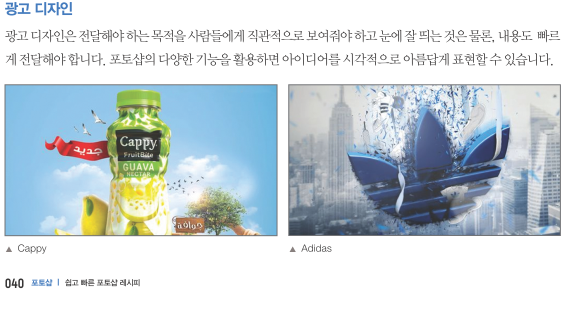 광고 디자인
광고 디자인은 전달해야 하는 목적을 사람들에게 직관적으로 보여줘야 하고 눈에 잘 띄는 것은 물론, 내용도 빠르
게 전달해야 합니다. 포토샵의 다양한 기능을 활용하면 아이디어를 시각적으로 아름답게 표현할 수 있습니다.
جديد
Cappy
FruitBite
GUAVA
NECTAR
▲ Cappy
▲ Adidas
040 포토샵 | 쉽고 빠른 포토샵 레시피